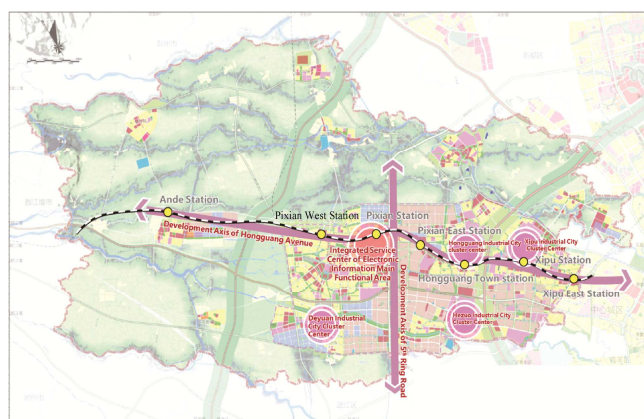 Ande Station
Pixian West Station
Pixian Station
Development Axis of Hongguang Avenue
Integrated Service
Center of Electronic
Information Main
Functional Area
Pixian East Station
Hongguang Industrial City
cluster center
Xipu Industrial City
Cluster Center
Xipu Station
Hongguang Town Station
Xipu East Station
Development Axis of 5th Ring Road
Deyuan Industrial
City Cluster
Center
Hezuo Industrial City
Cluster Center